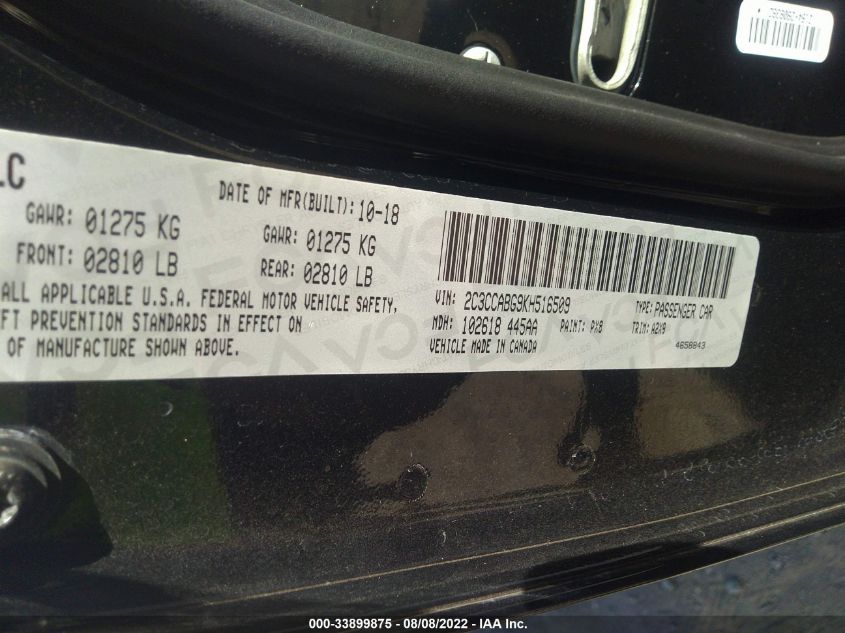 LC
DATE OF MFR(BUILT): 10-18
GAWR: 01275 KG
FRONT: 02810 LB
GAWR: 01275 KG
REAR: 02810 LB
ALL APPLICABLE U.S.A. FEDERAL MOTOR VEHICLE SAFETY,
FT PREVENTION STANDARDS IN EFFECT ON
OF MANUFACTURE SHOWN ABOVE.
VIN: 2C3CCABG9KH516509
TYPE: PASSENGER CAR
MDH: 102618 445AA
PAINT: PX8
TRIM: A2X9
VEHICLE MADE IN CANADA
4658843
000-33899875 - 08/08/2022 - IAA Inc.